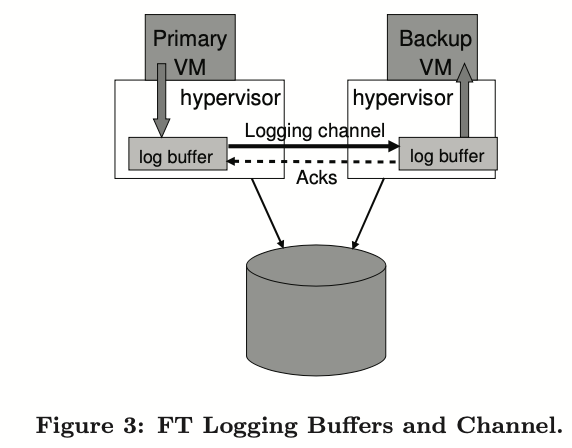 Primary
VM
Backup
VM
hypervisor
hypervisor
Logging channel
log buffer
log buffer
Acks
Figure 3: FT Logging Buffers and Channel.